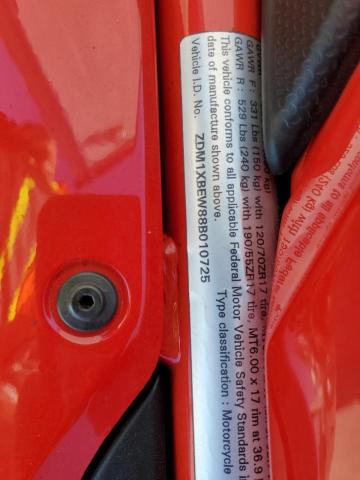 GAWR F: 331 Lbs (150 kg) with 120/70ZR17 tire, MT
GAWR R: 529 Lbs (240 kg) with 190/55ZR17 tire, MT6.00 x 17 rim at 36.9
This vehicle conforms to all applicable Federal Motor Vehicle Safety Standards i
date of manufacture shown above.
Vehicle I.D. No. ZDM1XBEW88B010725 Type classification: Motorcycle